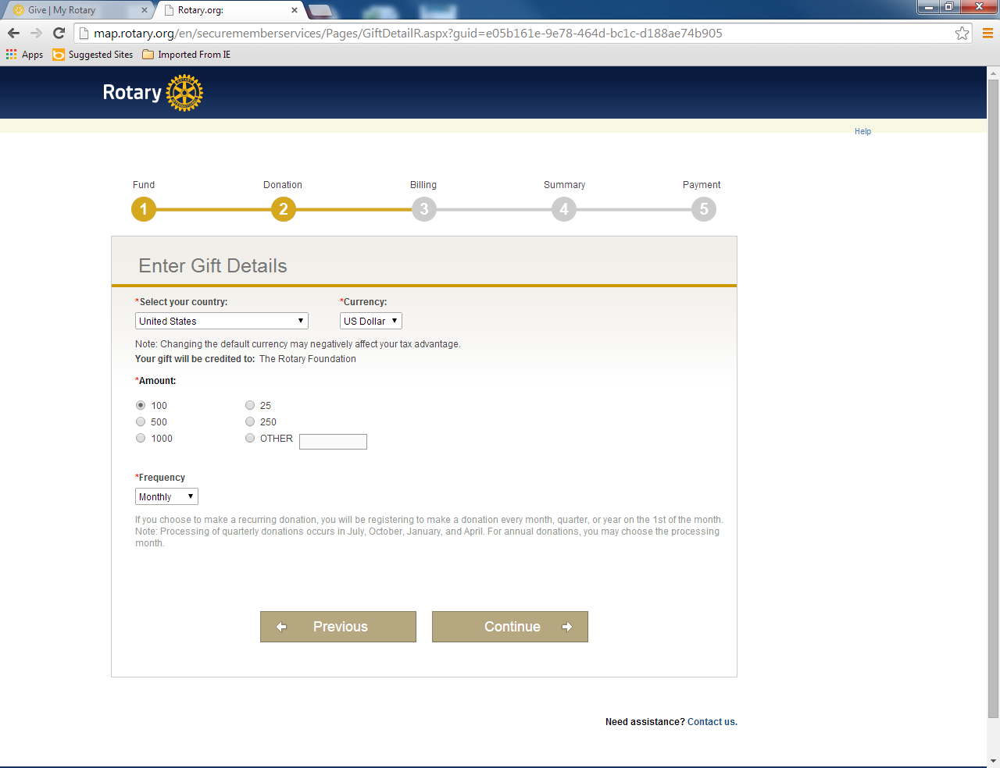 Give | My Rotary
Rotary.org:
map.rotary.org/en/securememberservices/Pages/GiftDetailR.aspx?guid=e05b161e-9e78-464d-bc1c-d188ae74b905
Apps Suggested Sites Imported From IE
Rotary
Help
Fund Donation Billing Summary Payment
1 2 3 4 5
Enter Gift Details
*Select your country: *Currency:
United States US Dollar
Note: Changing the default currency may negatively affect your tax advantage.
Your gift will be credited to: The Rotary Foundation
*Amount:
100 25
500 250
1000 OTHER
*Frequency
Monthly
If you choose to make a recurring donation, you will be registering to make a donation every month, quarter, or year on the 1st of the month.
Note: Processing of quarterly donations occurs in July, October, January, and April. For annual donations, you may choose the processing
month.
Previous Continue
Need assistance? Contact us.